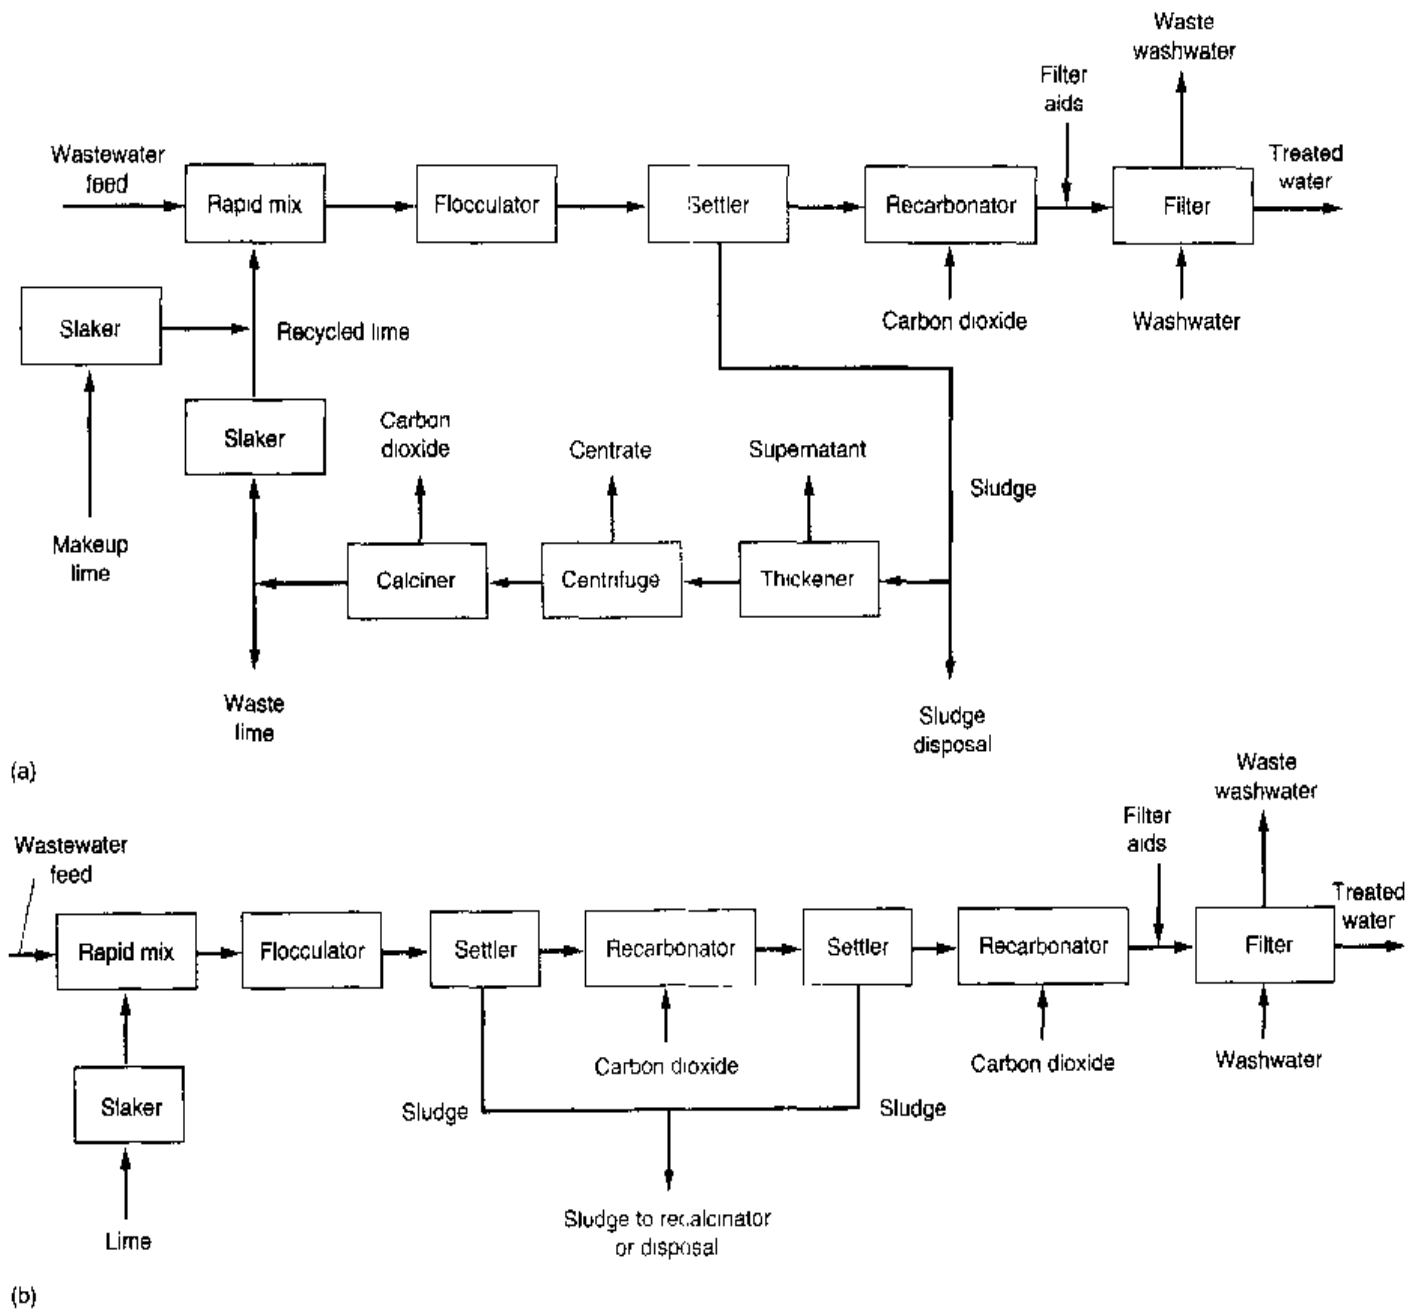 Waste
washwater
Filter
aids
Wastewater
feed
Treated
water
Rapid mix
Flocculator
Settler
Recarbonator
Filter
Slaker
Recycled lime
Carbon dioxide
Washwater
Slaker
Carbon
dioxide
Centrate
Supernatant
Sludge
Makeup
lime
Calciner
Centrifuge
Thickener
Waste
lime
Sludge
disposal
(a)
Waste
washwater
Filter
aids
Wastewater
feed
Treated
water
Rapid mix
Flocculator
Settler
Recarbonator
Settler
Recarbonator
Filter
Carbon dioxide
Carbon dioxide
Washwater
Slaker
Sludge
Sludge
Lime
Sludge to recalcinator
or disposal
(b)